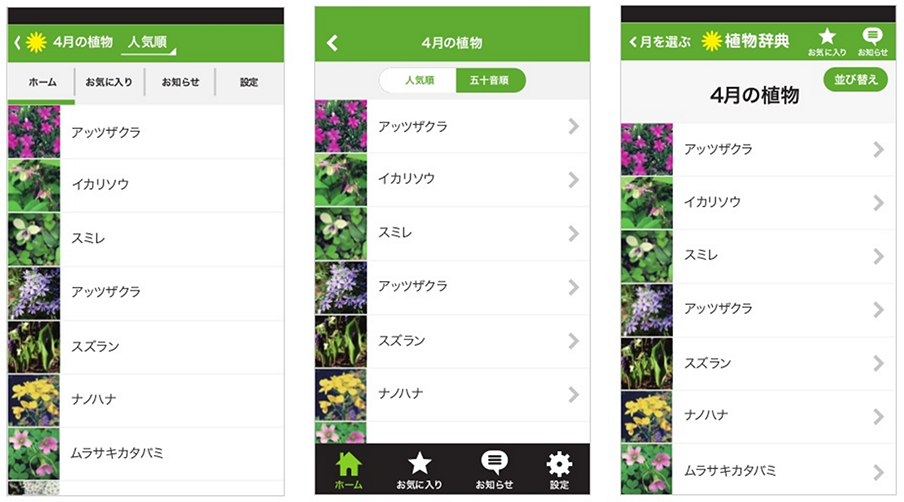 4月の植物 人気順
ホーム お気に入り お知らせ 設定
アッツザクラ
イカリソウ
スミレ
アッツザクラ
スズラン
ナノハナ
ムラサキカタバミ
4月の植物
人気順 五十音順
アッツザクラ
イカリソウ
スミレ
アッツザクラ
スズラン
ナノハナ
ホーム お気に入り お知らせ 設定
月を選ぶ 植物辞典 お気に入り お知らせ
並び替え
4月の植物
アッツザクラ
イカリソウ
スミレ
アッツザクラ
スズラン
ナノハナ
ムラサキカタバミ